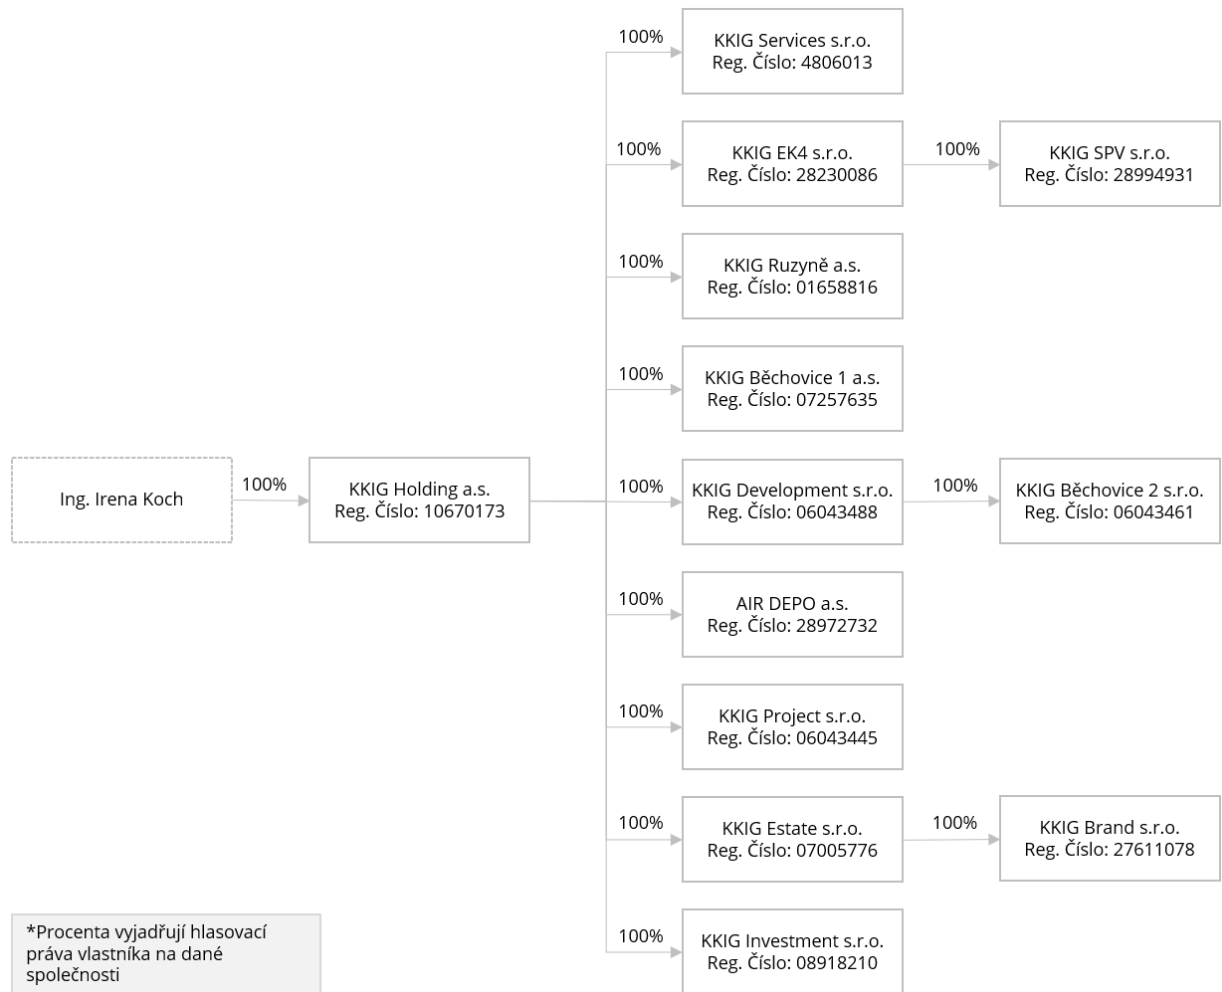 100%
KKIG Services s.r.o.
Reg. Číslo: 4806013
100%
KKIG EK4 s.r.o.
Reg. Číslo: 28230086
100%
KKIG SPV s.r.o.
Reg. Číslo: 28994931
100%
KKIG Ruzyně a.s.
Reg. Číslo: 01658816
100%
KKIG Běchovice 1 a.s.
Reg. Číslo: 07257635
Ing. Irena Koch
100%
KKIG Holding a.s.
Reg. Číslo: 10670173
100%
KKIG Development s.r.o.
Reg. Číslo: 06043488
100%
KKIG Běchovice 2 s.r.o.
Reg. Číslo: 06043461
100%
AIR DEPO a.s.
Reg. Číslo: 28972732
100%
KKIG Project s.r.o.
Reg. Číslo: 06043445
100%
KKIG Estate s.r.o.
Reg. Číslo: 07005776
100%
KKIG Brand s.r.o.
Reg. Číslo: 27611078
100%
KKIG Investment s.r.o.
Reg. Číslo: 08918210
*Procenta vyjadřují hlasovací
práva vlastníka na dané
společnosti